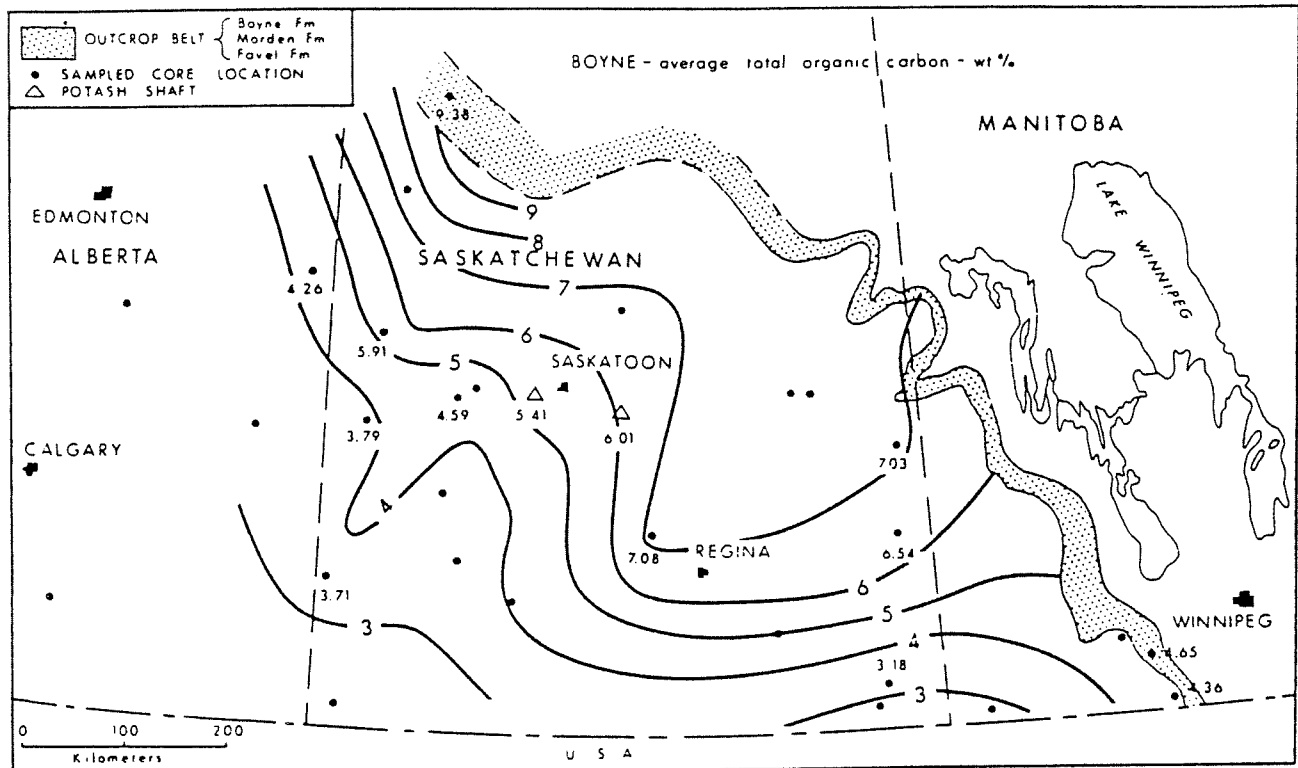 OUTCROP BELT
Boyne Fm
Morden Fm
Favel Fm
SAMPLED CORE LOCATION
POTASH SHAFT
BOYNE - average total organic carbon - wt %
MANITOBA
LAKE WINNIPEG
9.38
EDMONTON
ALBERTA
9
8
SASKATCHEWAN
4.26
7
6
5.91
5
SASKATOON
4.59
5.41
6.01
3.79
CALGARY
7.03
4
7.08
REGINA
6.54
3.71
6
5
WINNIPEG
3
4
4.65
3.18
3
4.36
0 100 200
Kilometers
U S A